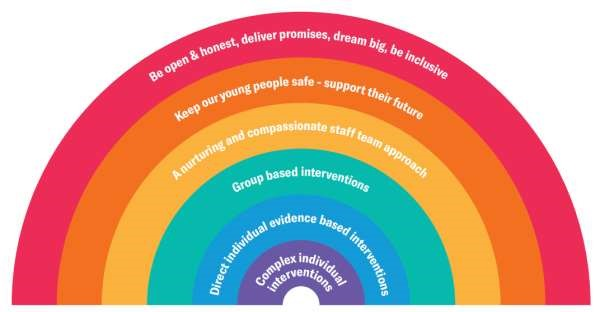 Be open & honest, deliver promises, dream big, be inclusive
Keep our young people safe - support their future
A nurturing and compassionate staff team approach
Group based interventions
Direct individual evidence based interventions
Complex individual
interventions